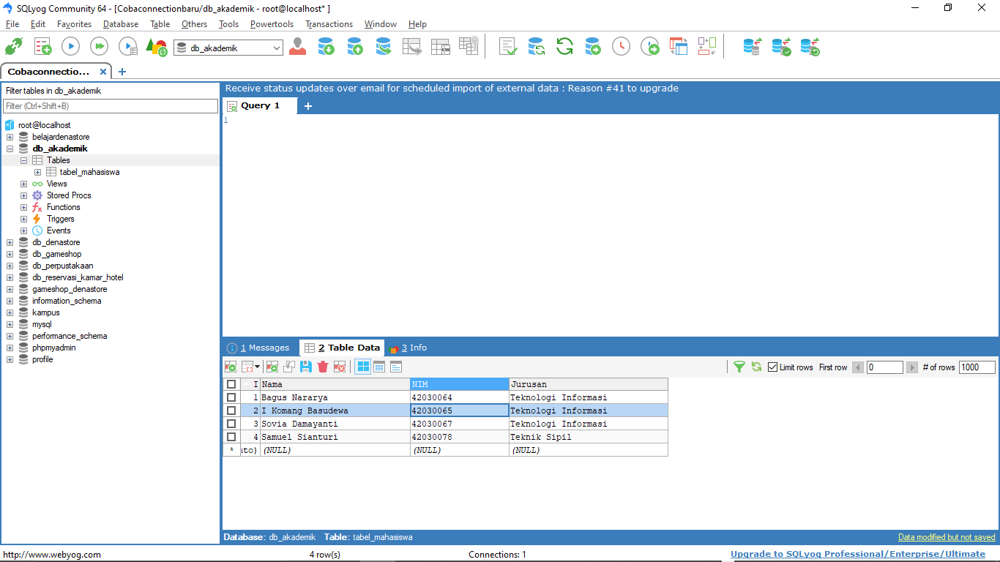 SQLyog Community 64 - [Cobaconnectionbaru/db_akademik - root@localhost* ]
File Edit Favorites Database Table Others Tools Powertools Transactions Window Help
db_akademik
Cobaconnectio...
Filter tables in db_akademik
Filter (Ctrl+Shift+B)
root@localhost
belajardenastore
db_akademik
Tables
tabel_mahasiswa
Views
Stored Procs
Functions
Triggers
Events
db_denastore
db_gameshop
db_perpustakaan
db_reservasi_kamar_hotel
gameshop_denastore
information_schema
kampus
mysql
performance_schema
phpmyadmin
profile
Receive status updates over email for scheduled import of external data : Reason #41 to upgrade
Query 1
1
1 Messages 2 Table Data 3 Info
Limit rows First row 0 # of rows 1000
I Nama NIM Jurusan
1 Bagus Nararya 42030064 Teknologi Informasi
2 I Komang Basudewa 42030065 Teknologi Informasi
3 Sovia Damayanti 42030067 Teknologi Informasi
4 Samuel Sianturi 42030078 Teknik Sipil
* ito) (NULL) (NULL) (NULL)
Database: db_akademik Table: tabel_mahasiswa Data modified but not saved
http://www.webyog.com 4 row(s) Connections: 1 Upgrade to SQLyog Professional/Enterprise/Ultimate